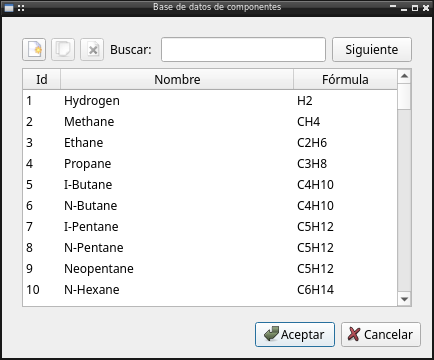 Base de datos de componentes
Buscar: Siguiente
Id Nombre Fórmula
1 Hydrogen H2
2 Methane CH4
3 Ethane C2H6
4 Propane C3H8
5 I-Butane C4H10
6 N-Butane C4H10
7 I-Pentane C5H12
8 N-Pentane C5H12
9 Neopentane C5H12
10 N-Hexane C6H14
Aceptar Cancelar